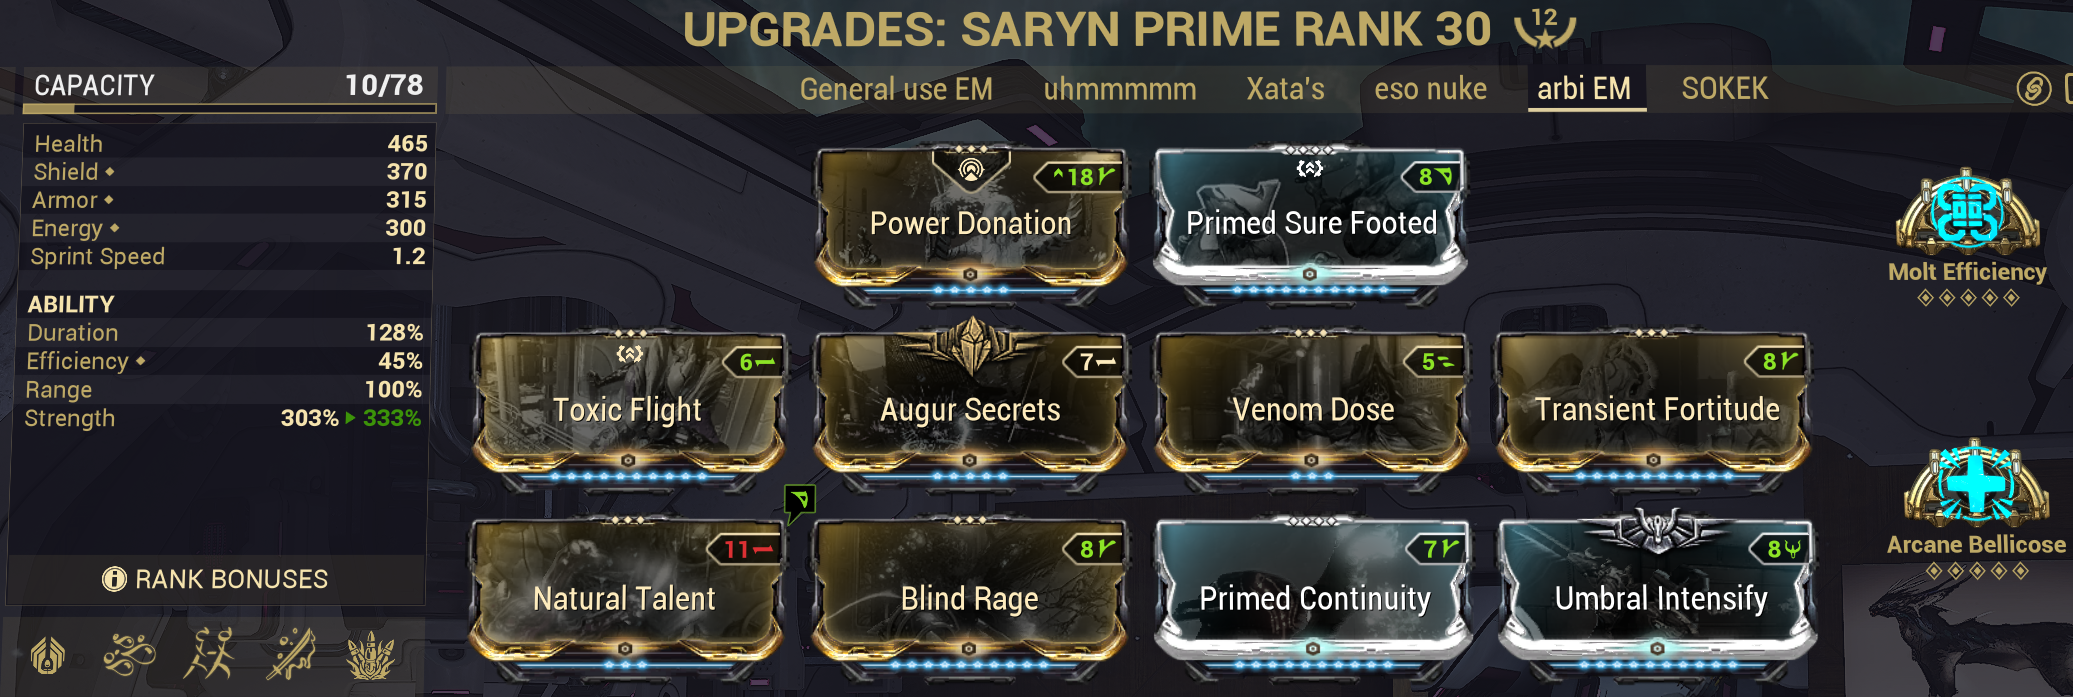 UPGRADES: SARYN PRIME RANK 30 12
CAPACITY 10/78
General use EM uhmmmmm Xata's eso nuke arbi EM SOKEK
Health 465
Shield 370
Armor 315
Energy 300
Sprint Speed 1.2
ABILITY
Duration 128%
Efficiency 45%
Range 100%
Strength 303% 333%
RANK BONUSES
18
Power Donation
8
Primed Sure Footed
6
Toxic Flight
7
Augur Secrets
5
Venom Dose
8
Transient Fortitude
11
Natural Talent
8
Blind Rage
7
Primed Continuity
8
Umbral Intensify
Molt Efficiency
Arcane Bellicose